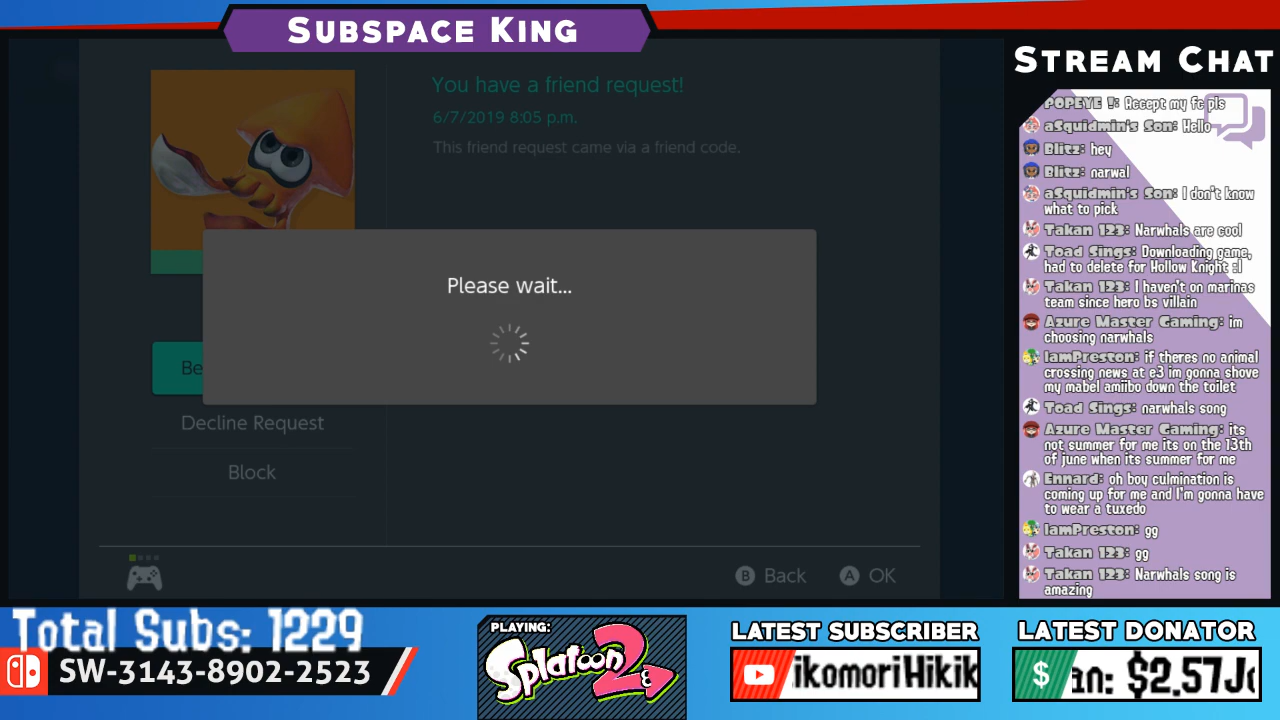 Subspace King
You have a friend request!
6/7/2019 8:05 p.m.
This friend request came via a friend code.
Please wait...
Be
Decline Request
Block
B Back
A OK
Stream Chat
POPEYE !: Accept my fc pls
aSquidmin's Son: Hello
Blitz: hey
Blitz: narwal
aSquidmin's Son: I don't know
what to pick
Takan 123: Narwhals are cool
Toad Sings: Downloading game,
had to delete for Hollow Knight :l
Takan 123: I haven't on marinas
team since hero bs villain
Azure Master Gaming: im
choosing narwhals
IamPreston: if theres no animal
crossing news at e3 im gonna shove
my mabel amiibo down the toilet
Toad Sings: narwhals song
Azure Master Gaming: its
not summer for me its on the 13th
of june when its summer for me
Ennard: oh boy culmination is
coming up for me and I'm gonna have
to wear a tuxedo
IamPreston: gg
Takan 123: gg
Takan 123: Narwhals song is
amazing
Total Subs: 1229
SW-3143-8902-2523
PLAYING:
Splatoon 2
LATEST SUBSCRIBER
ikomoriHikik
LATEST DONATOR
$ an: $2.57Jo